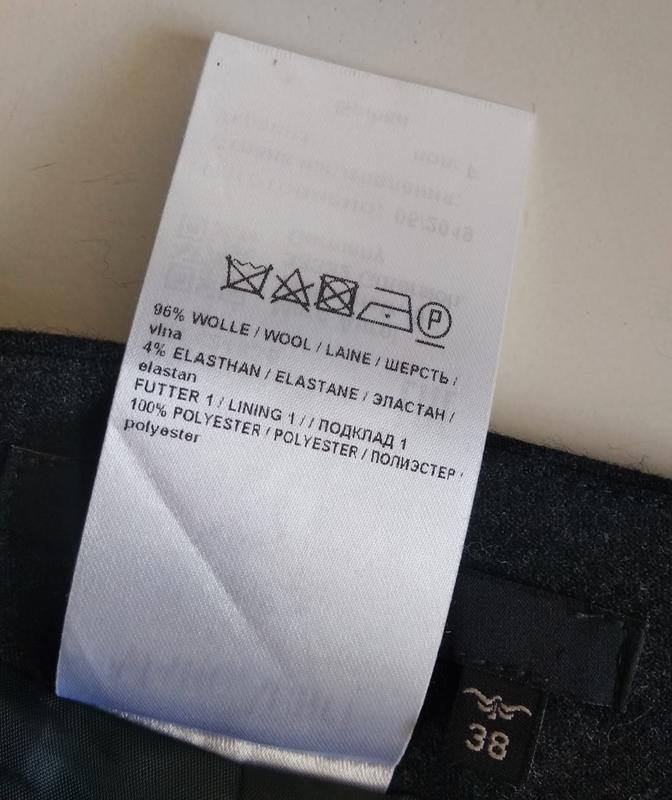 P
96% WOLLE / WOOL / LAINE / ШЕРСТЬ /
vlna
4% ELASTHAN / ELASTANE / ЭЛАСТАН /
elastan
FUTTER 1 / LINING 1 / / ПОДКЛАД 1
100% POLYESTER / POLYESTER / ПОЛИЭСТЕР /
polyester
38